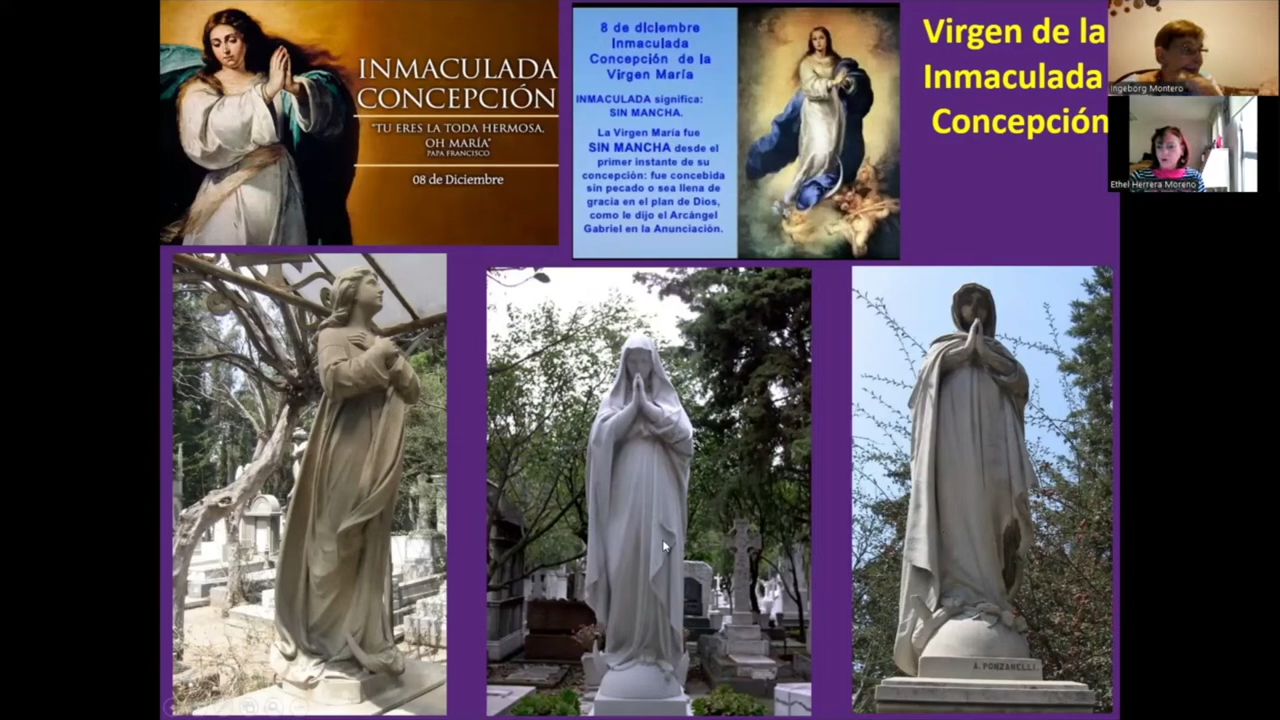 INMACULADA
CONCEPCIÓN
"TU ERES LA TODA HERMOSA,
OH MARÍA"
PAPA FRANCISCO
08 de Diciembre
8 de diciembre
Inmaculada
Concepción de la
Virgen María
INMACULADA significa:
SIN MANCHA.
La Virgen María fue
SIN MANCHA desde el
primer instante de su
concepción: fue concebida
sin pecado o sea llena de
gracia en el plan de Dios,
como le dijo el Arcángel
Gabriel en la Anunciación.
Virgen de la
Inmaculada
Concepción
Ingeborg Montero
Ethel Herrera Moreno
A. PONZANELLI